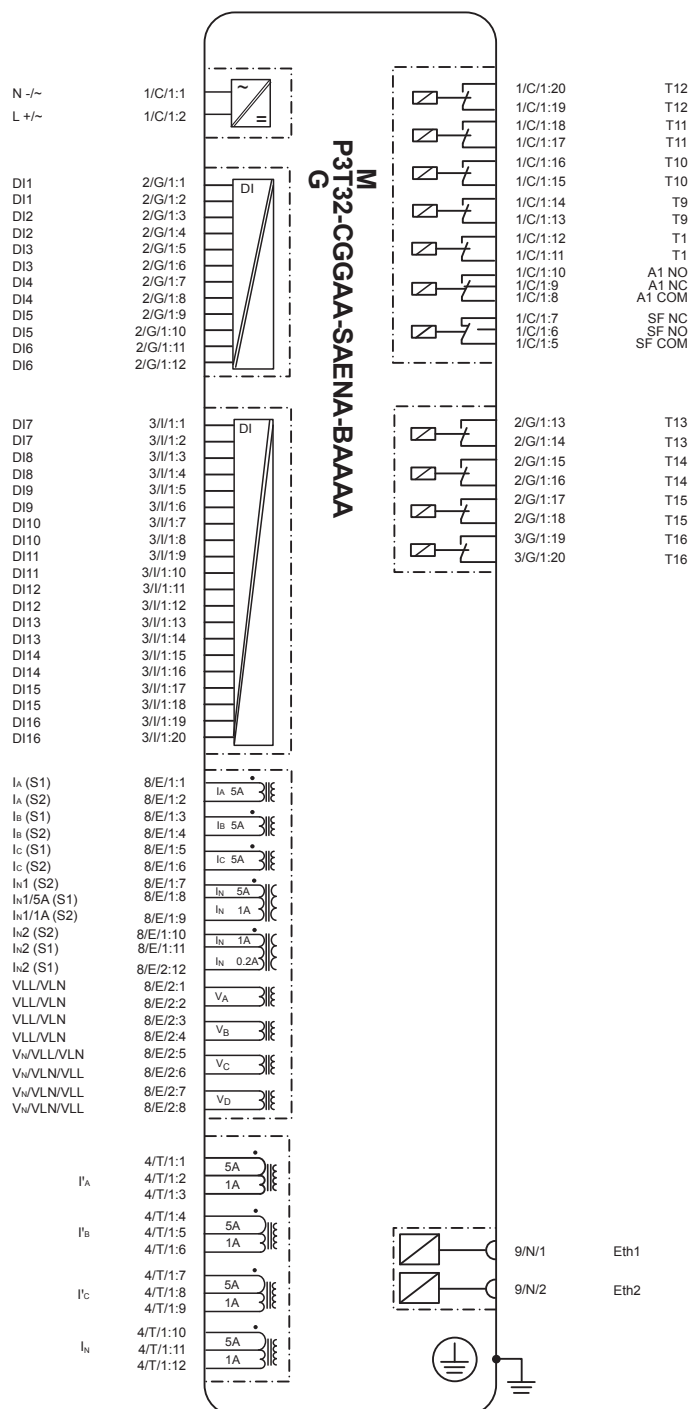 N -/~ 1/C/1:1
L +/~ 1/C/1:2
~
=
DI1 2/G/1:1
DI1 2/G/1:2
DI2 2/G/1:3
DI2 2/G/1:4
DI3 2/G/1:5
DI3 2/G/1:6
DI4 2/G/1:7
DI4 2/G/1:8
DI5 2/G/1:9
DI5 2/G/1:10
DI6 2/G/1:11
DI6 2/G/1:12
DI
DI7 3/I/1:1
DI7 3/I/1:2
DI8 3/I/1:3
DI8 3/I/1:4
DI9 3/I/1:5
DI9 3/I/1:6
DI10 3/I/1:7
DI10 3/I/1:8
DI11 3/I/1:9
DI11 3/I/1:10
DI12 3/I/1:11
DI12 3/I/1:12
DI13 3/I/1:13
DI13 3/I/1:14
DI14 3/I/1:15
DI14 3/I/1:16
DI15 3/I/1:17
DI15 3/I/1:18
DI16 3/I/1:19
DI16 3/I/1:20
DI
IA (S1) 8/E/1:1
IA (S2) 8/E/1:2
IA 5A
IB (S1) 8/E/1:3
IB (S2) 8/E/1:4
IB 5A
IC (S1) 8/E/1:5
IC (S2) 8/E/1:6
IC 5A
IN1 (S2) 8/E/1:7
IN1/5A (S1) 8/E/1:8
IN1/1A (S2) 8/E/1:9
IN 5A
IN 1A
IN2 (S2) 8/E/1:10
IN2 (S1) 8/E/1:11
IN2 (S1) 8/E/2:12
IN 1A
IN 0.2A
VLL/VLN 8/E/2:1
VLL/VLN 8/E/2:2
VA
VLL/VLN 8/E/2:3
VLL/VLN 8/E/2:4
VB
VN/VLL/VLN 8/E/2:5
VN/VLN/VLL 8/E/2:6
VC
VN/VLN/VLL 8/E/2:7
VN/VLN/VLL 8/E/2:8
VD
I'A
4/T/1:1
4/T/1:2
4/T/1:3
5A
1A
I'B
4/T/1:4
4/T/1:5
4/T/1:6
5A
1A
I'C
4/T/1:7
4/T/1:8
4/T/1:9
5A
1A
IN
4/T/1:10
4/T/1:11
4/T/1:12
5A
1A
M
P3T32-CGGAA-SAENA-BAAAA
G
1/C/1:20 T12
1/C/1:19 T12
1/C/1:18 T11
1/C/1:17 T11
1/C/1:16 T10
1/C/1:15 T10
1/C/1:14 T9
1/C/1:13 T9
1/C/1:12 T1
1/C/1:11 T1
1/C/1:10 A1 NO
1/C/1:9 A1 NC
1/C/1:8 A1 COM
1/C/1:7 SF NC
1/C/1:6 SF NO
1/C/1:5 SF COM
2/G/1:13 T13
2/G/1:14 T13
2/G/1:15 T14
2/G/1:16 T14
2/G/1:17 T15
2/G/1:18 T15
3/G/1:19 T16
3/G/1:20 T16
9/N/1 Eth1
9/N/2 Eth2